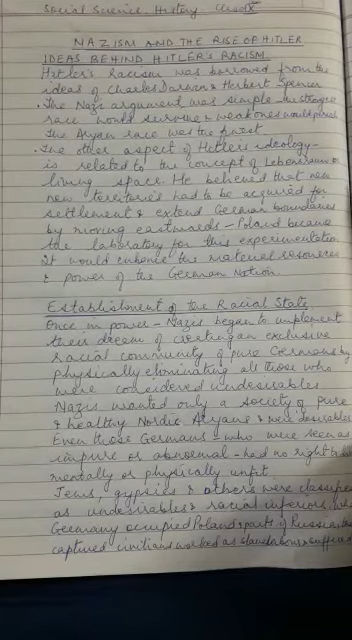 Social Science - History Class IX
NAZISM AND THE RISE OF HITLER
IDEAS BEHIND HITLER'S RACISM
Hitler's Racism was borrowed from the
ideas of Charles Darwin & Herbert Spencer
• The Nazi argument was simple - the strongest
race would survive & weak ones would perish
The Aryan race was the finest
• The other aspect of Hitler's ideology -
is related to the concept of Lebensraum or
living space. He believed that
new territories had to be acquired for
settlement & extend German boundaries
by moving eastwards - Poland became
the laboratory for this experimentation
It would enhance the material resources
& power of the German Nation.
Establishment of the Racial State
Once in power - Nazis began to implement
their dream of creating an exclusive
racial community of pure Germans by
physically eliminating all those who
were considered undesirables
Nazis wanted only a society of pure
& healthy Nordic Aryans & were desirables
Even those Germans - who were seen as
impure or abnormal - had no right to
mentally or physically unfit
Jews, gypsies & others were classified
as undesirables & racial inferiors
Germany occupied Poland & parts of Russia
captured civilians worked as slave labour & suffered